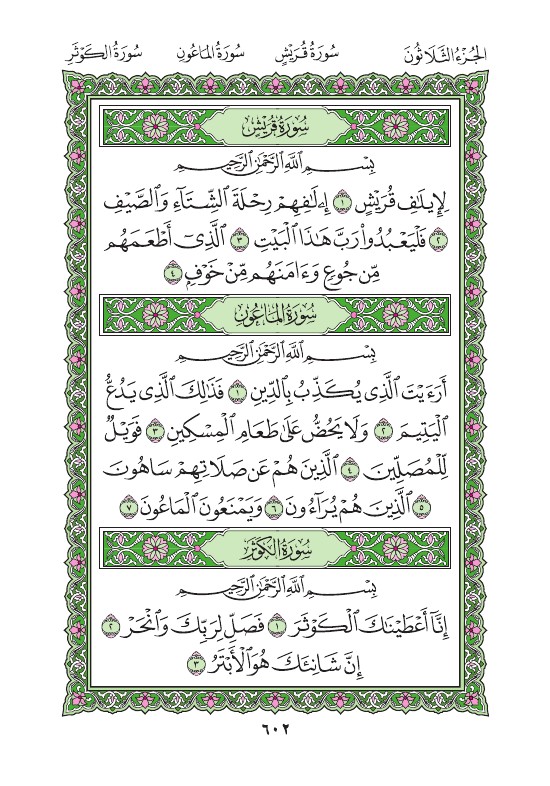 الجُزْءُ الثَّلَاثُونَ سُورَةُ قُرَيْشٍ سُورَةُ المَاعُونِ سُورَةُ الكَوْثَرِ
سُورَةُ قُرَيْشٍ
بِسْمِ ٱللَّهِ ٱلرَّحْمَٰنِ ٱلرَّحِيمِ
لِإِيلَٰفِ قُرَيْشٍ ١ إِۦلَٰفِهِمْ رِحْلَةَ ٱلشِّتَآءِ وَٱلصَّيْفِ
٢ فَلْيَعْبُدُوا۟ رَبَّ هَٰذَا ٱلْبَيْتِ ٣ ٱلَّذِىٓ أَطْعَمَهُم
مِّن جُوعٍ وَءَامَنَهُم مِّنْ خَوْفٍۭ ٤
سُورَةُ المَاعُونِ
بِسْمِ ٱللَّهِ ٱلرَّحْمَٰنِ ٱلرَّحِيمِ
أَرَءَيْتَ ٱلَّذِى يُكَذِّبُ بِٱلدِّينِ ١ فَذَٰلِكَ ٱلَّذِى يَدُعُّ
ٱلْيَتِيمَ ٢ وَلَا يَحُضُّ عَلَىٰ طَعَامِ ٱلْمِسْكِينِ ٣ فَوَيْلٌ
لِّلْمُصَلِّينَ ٤ ٱلَّذِينَ هُمْ عَن صَلَاتِهِمْ سَاهُونَ
٥ ٱلَّذِينَ هُمْ يُرَآءُونَ ٦ وَيَمْنَعُونَ ٱلْمَاعُونَ ٧
سُورَةُ الكَوْثَرِ
بِسْمِ ٱللَّهِ ٱلرَّحْمَٰنِ ٱلرَّحِيمِ
إِنَّآ أَعْطَيْنَٰكَ ٱلْكَوْثَرَ ١ فَصَلِّ لِرَبِّكَ وَٱنْحَرْ ٢
إِنَّ شَانِئَكَ هُوَ ٱلْأَبْتَرُ ٣
٦٠٢